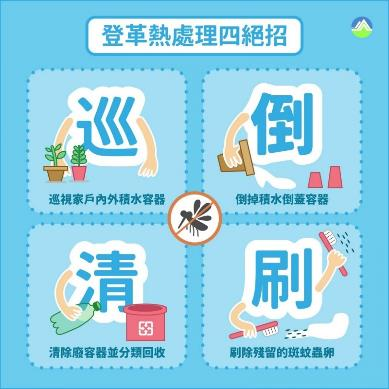 登革熱處理四絕招
巡
巡視家戶內外積水容器
倒
倒掉積水倒蓋容器
清
清除廢容器並分類回收
刷
刷除殘留的斑蚊蟲卵